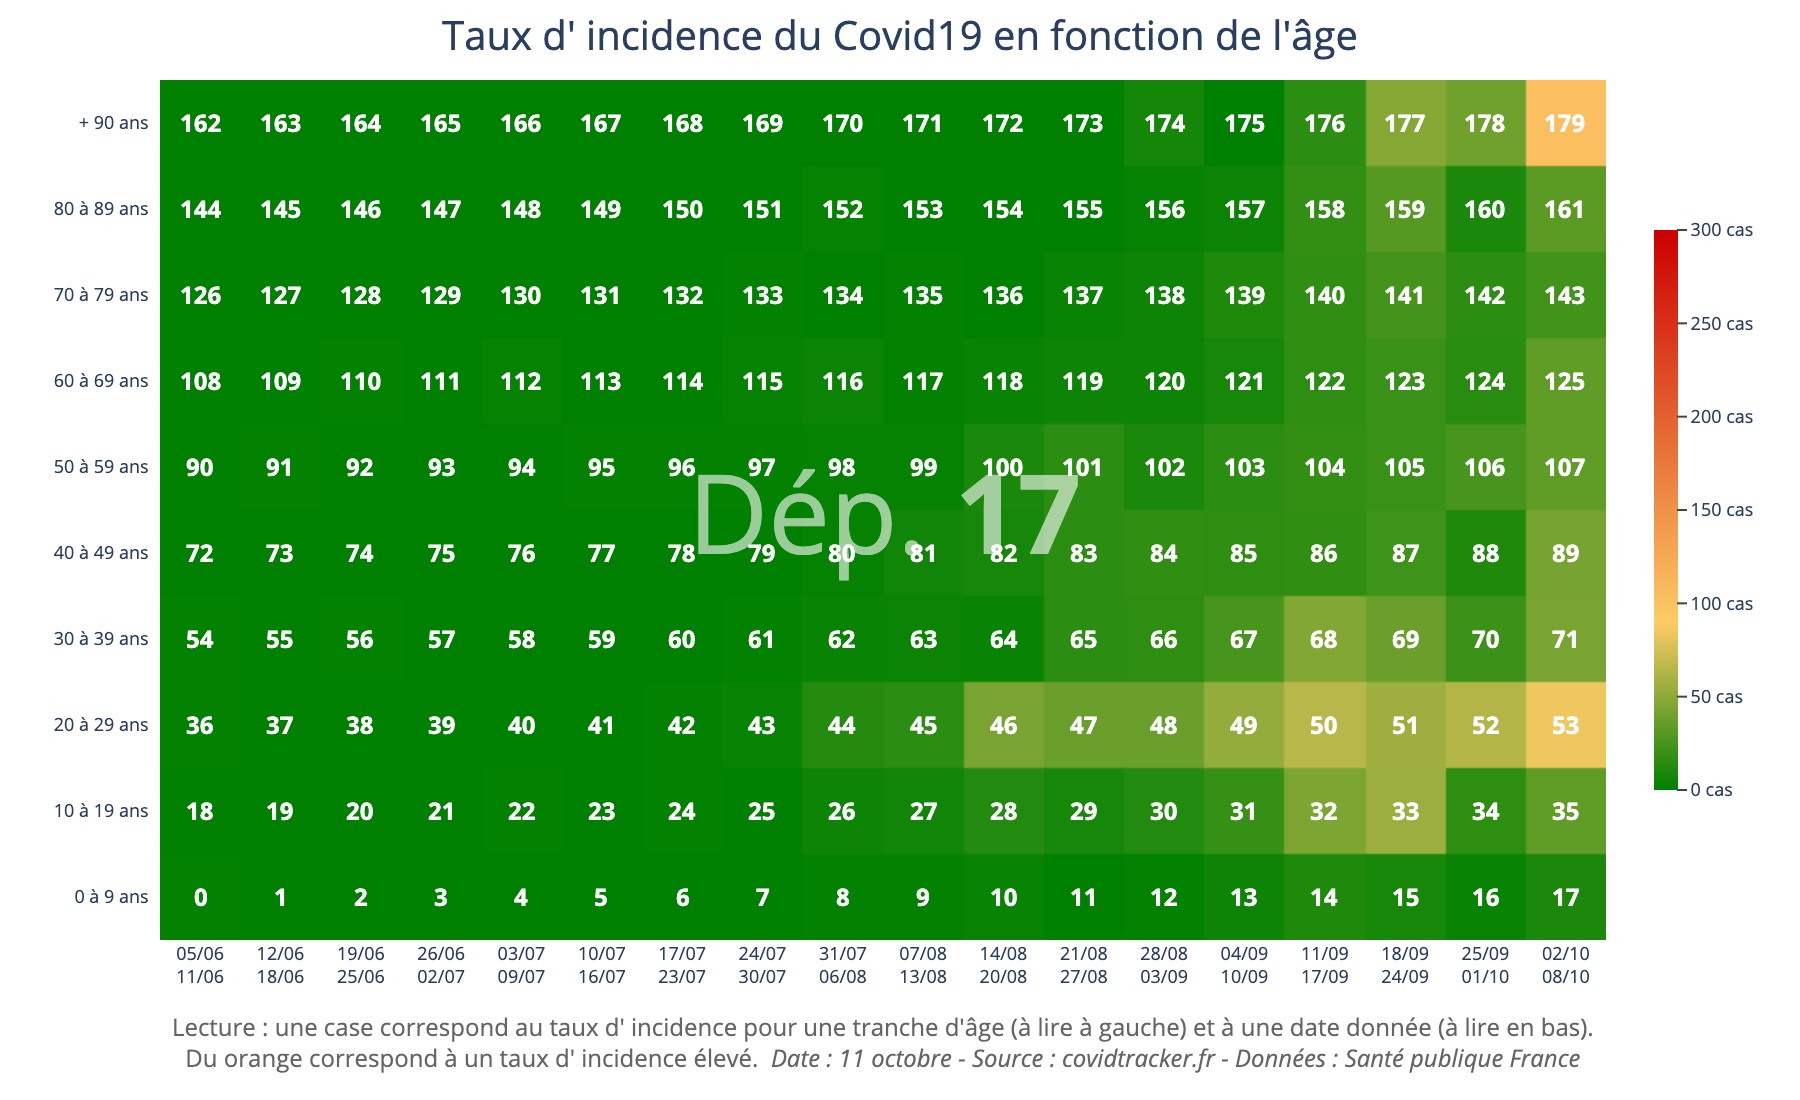 Taux d' incidence du Covid19 en fonction de l'âge
+ 90 ans 162 163 164 165 166 167 168 169 170 171 172 173 174 175 176 177 178 179
80 à 89 ans 144 145 146 147 148 149 150 151 152 153 154 155 156 157 158 159 160 161
70 à 79 ans 126 127 128 129 130 131 132 133 134 135 136 137 138 139 140 141 142 143
60 à 69 ans 108 109 110 111 112 113 114 115 116 117 118 119 120 121 122 123 124 125
50 à 59 ans 90 91 92 93 94 95 96 97 98 99 100 101 102 103 104 105 106 107
Dép. 17
40 à 49 ans 72 73 74 75 76 77 78 79 80 81 82 83 84 85 86 87 88 89
30 à 39 ans 54 55 56 57 58 59 60 61 62 63 64 65 66 67 68 69 70 71
20 à 29 ans 36 37 38 39 40 41 42 43 44 45 46 47 48 49 50 51 52 53
10 à 19 ans 18 19 20 21 22 23 24 25 26 27 28 29 30 31 32 33 34 35
0 à 9 ans 0 1 2 3 4 5 6 7 8 9 10 11 12 13 14 15 16 17
05/06 12/06 19/06 26/06 03/07 10/07 17/07 24/07 31/07 07/08 14/08 21/08 28/08 04/09 11/09 18/09 25/09 02/10
11/06 18/06 25/06 02/07 09/07 16/07 23/07 30/07 06/08 13/08 20/08 27/08 03/09 10/09 17/09 24/09 01/10 08/10
300 cas
250 cas
200 cas
150 cas
100 cas
50 cas
0 cas
Lecture : une case correspond au taux d' incidence pour une tranche d'âge (à lire à gauche) et à une date donnée (à lire en bas).
Du orange correspond à un taux d' incidence élevé. Date : 11 octobre - Source : covidtracker.fr - Données : Santé publique France